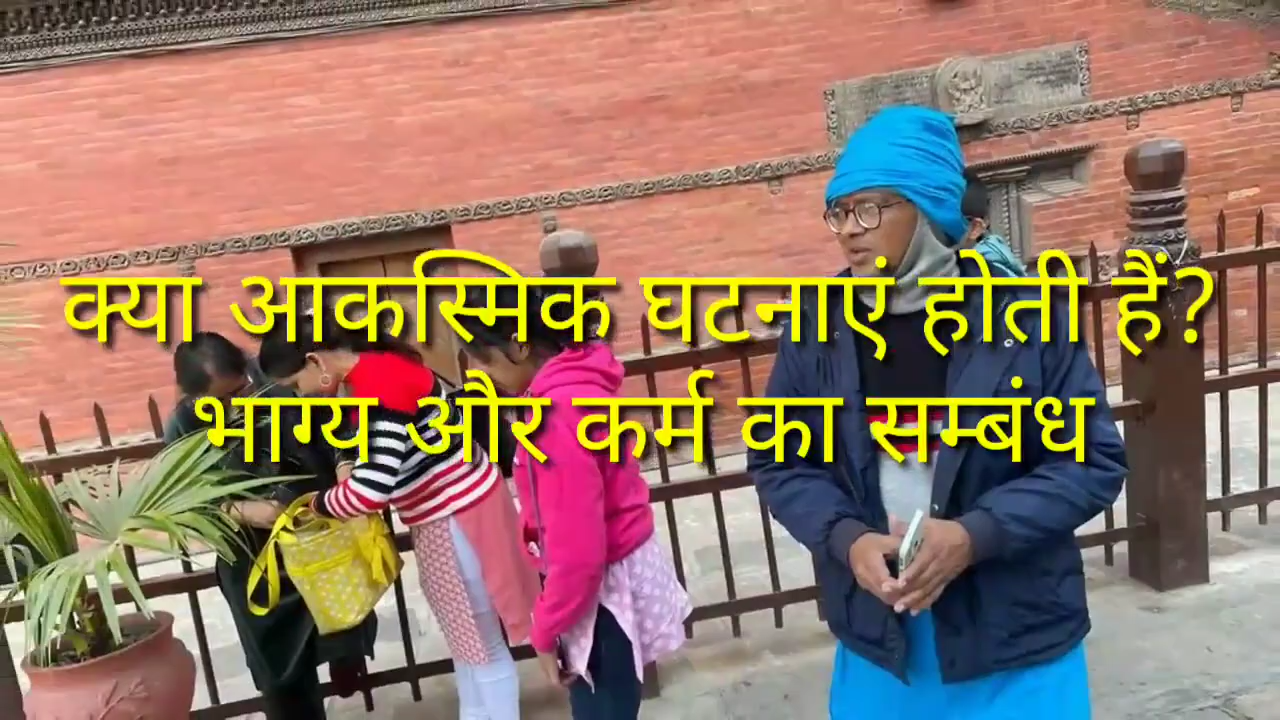 क्या आकस्मिक घटनाएं होती हैं?
भाग्य और कर्म का सम्बंध